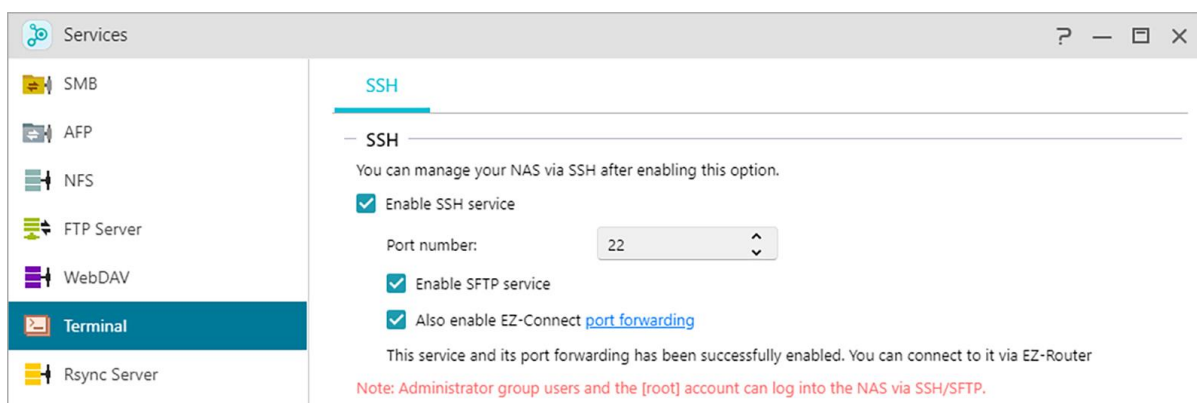 Services
SMB
AFP
NFS
FTP Server
WebDAV
Terminal
Rsync Server
SSH
SSH
You can manage your NAS via SSH after enabling this option.
Enable SSH service
Port number: 22
Enable SFTP service
Also enable EZ-Connect port forwarding
This service and its port forwarding has been successfully enabled. You can connect to it via EZ-Router
Note: Administrator group users and the [root] account can log into the NAS via SSH/SFTP.